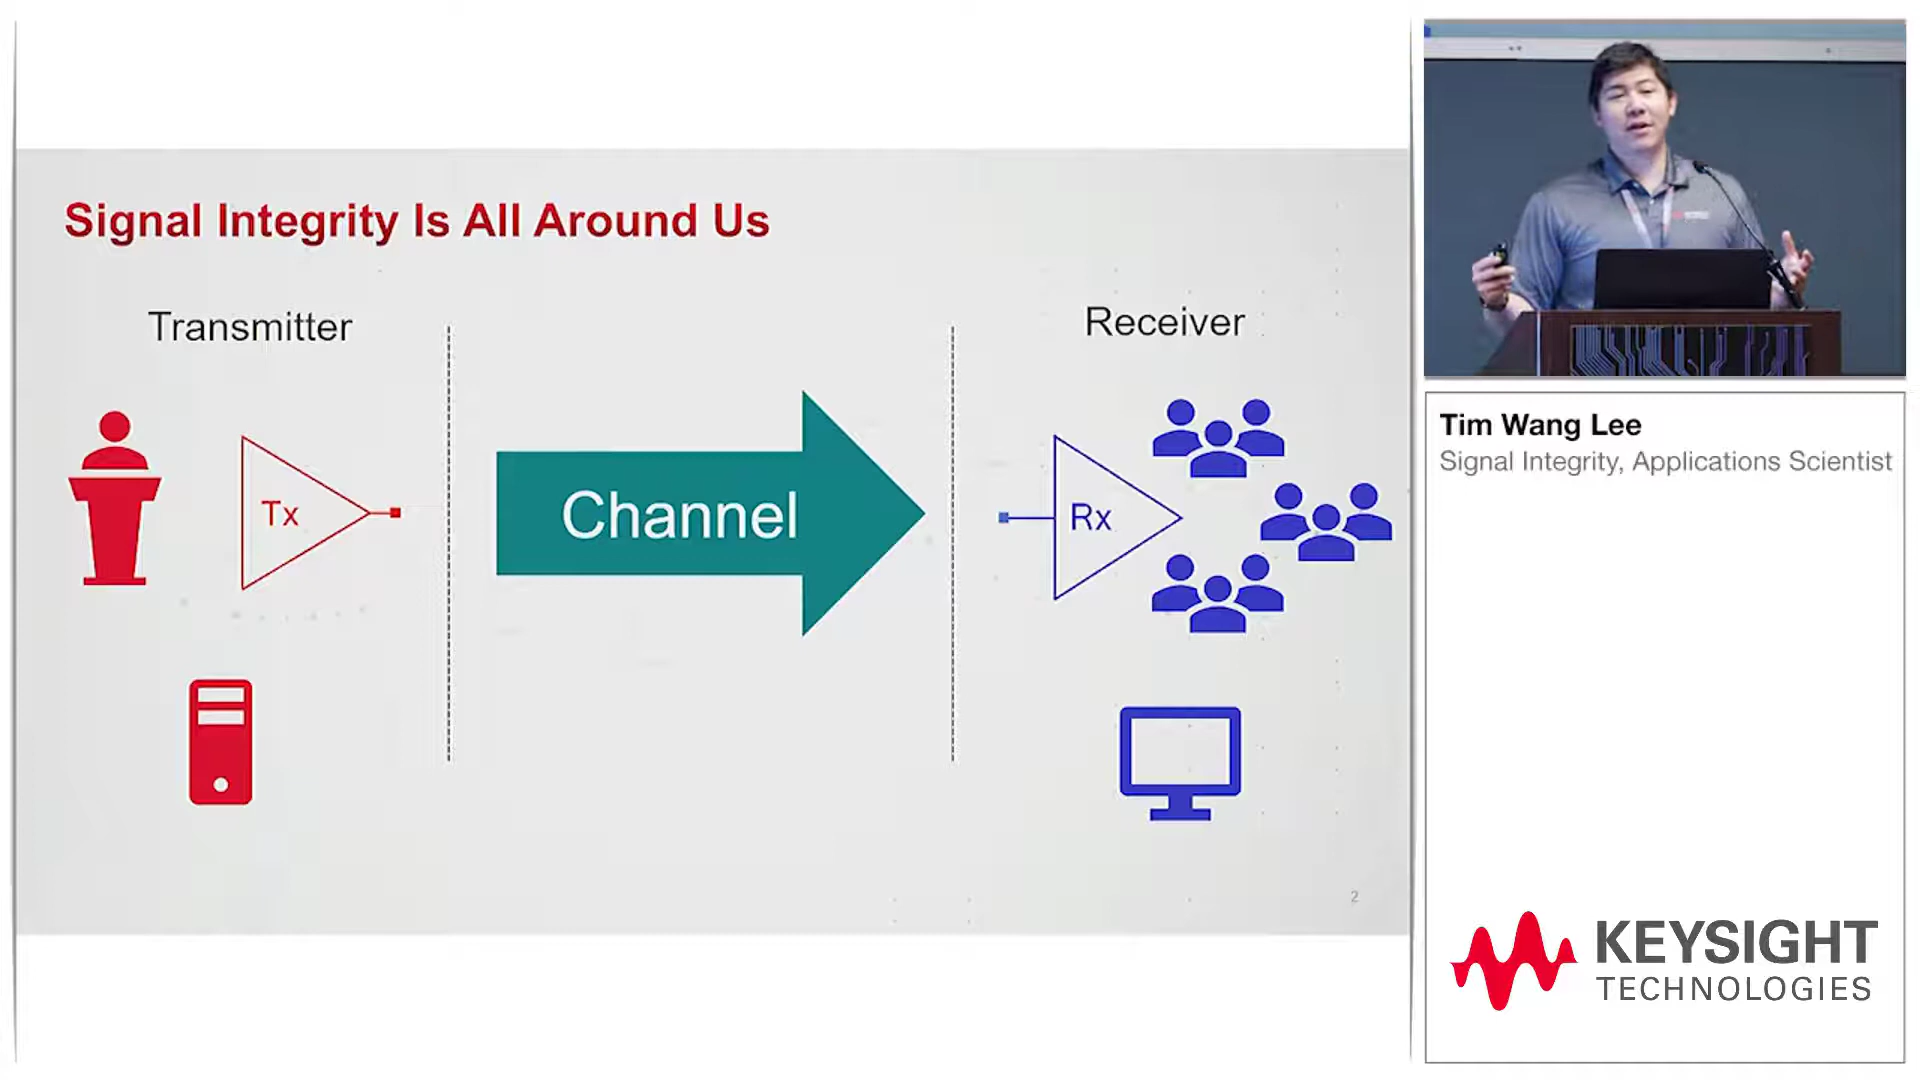 Signal Integrity Is All Around Us
Transmitter
Receiver
Tx
Channel
Rx
2
Tim Wang Lee
Signal Integrity, Applications Scientist
KEYSIGHT
TECHNOLOGIES